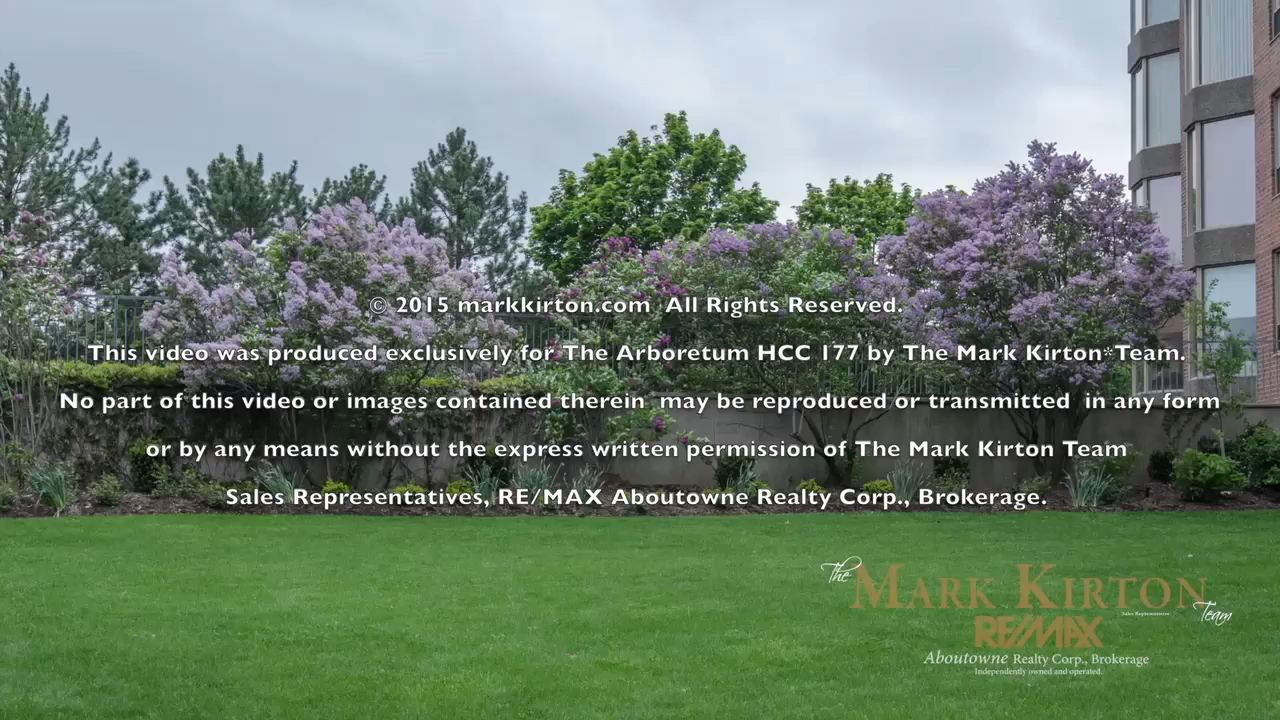 © 2015 markkirton.com  All Rights Reserved.
This video was produced exclusively for The Arboretum HCC 177 by The Mark Kirton*Team.
No part of this video or images contained therein  may be reproduced or transmitted  in any form
or by any means without the express written permission of The Mark Kirton Team
Sales Representatives, RE/MAX Aboutowne Realty Corp., Brokerage.
The MARK KIRTON
Sales Representative
Team
RE/MAX
Aboutowne Realty Corp., Brokerage
Independently owned and operated.